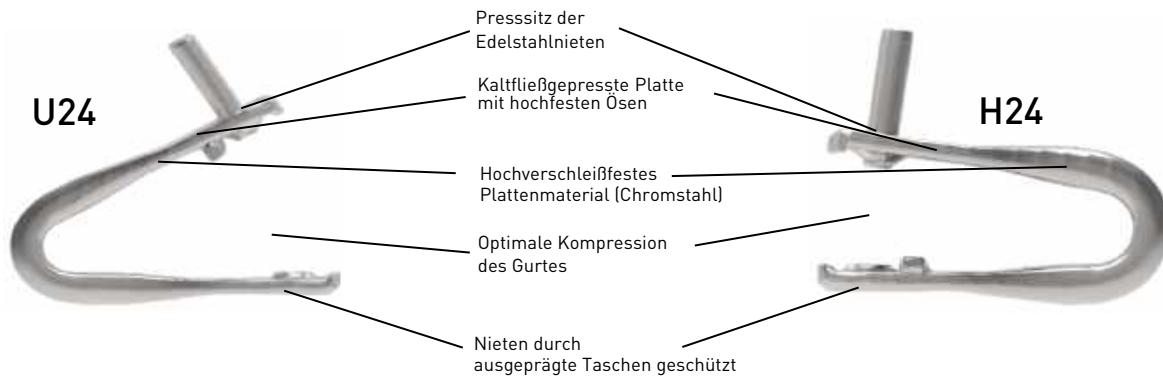 Presssitz der
Edelstahlnieten
U24
Kaltfließgepresste Platte
mit hochfesten Ösen
H24
Hochverschleißfestes
Plattenmaterial (Chromstahl)
Optimale Kompression
des Gurtes
Nieten durch
ausgeprägte Taschen geschützt